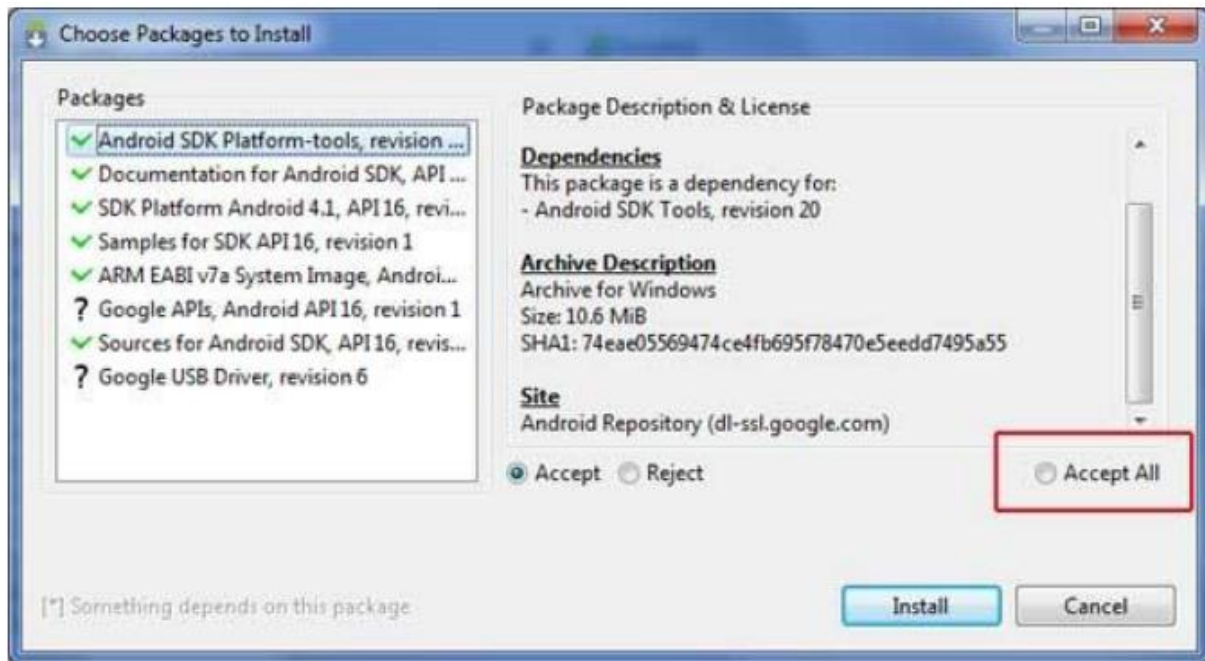 Choose Packages to Install
Packages
Android SDK Platform-tools, revision ...
Documentation for Android SDK, API ...
SDK Platform Android 4.1, API 16, revi...
Samples for SDK API 16, revision 1
ARM EABI v7a System Image, Androi...
? Google APIs, Android API 16, revision 1
Sources for Android SDK, API 16, revis...
? Google USB Driver, revision 6
Package Description & License
Dependencies
This package is a dependency for:
- Android SDK Tools, revision 20
Archive Description
Archive for Windows
Size: 10.6 MiB
SHA1: 74eae05569474ce4fb695f78470e5eedd7495a55
Site
Android Repository (dl-ssl.google.com)
Accept Reject Accept All
[*] Something depends on this package
Install Cancel